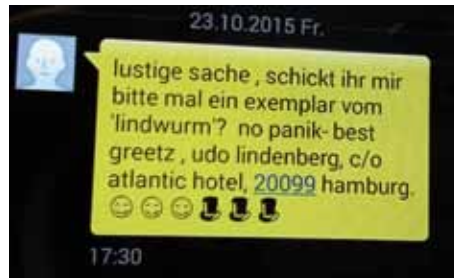 23.10.2015 Fr.
lustige sache , schickt ihr mir
bitte mal ein exemplar vom
'lindwurm'? no panik- best
greetz , udo lindenberg, c/o
atlantic hotel, 20099 hamburg.
😋😋😋🎩🎩🎩
17:30